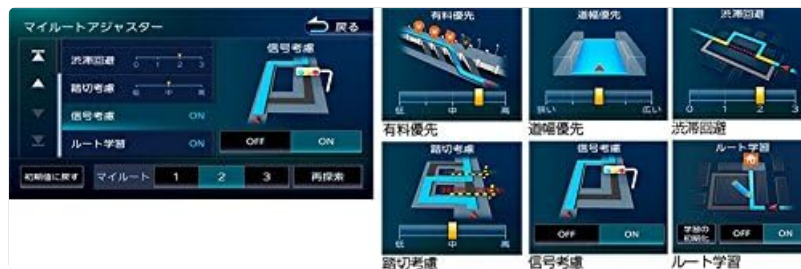 マイルートアジャスター
戻る
渋滞回避 0 1 2 3
踏切考慮 低 中 高
信号考慮 ON
ルート学習 ON
信号考慮
OFF ON
初期値に戻す マイルート 1 2 3 再探索
有料優先
低 中 高
有料優先
道幅優先
狭い 広い
道幅優先
渋滞回避
0 1 2 3
渋滞回避
踏切考慮
低 中 高
踏切考慮
信号考慮
OFF ON
信号考慮
ルート学習
学習の初期化 OFF ON
ルート学習